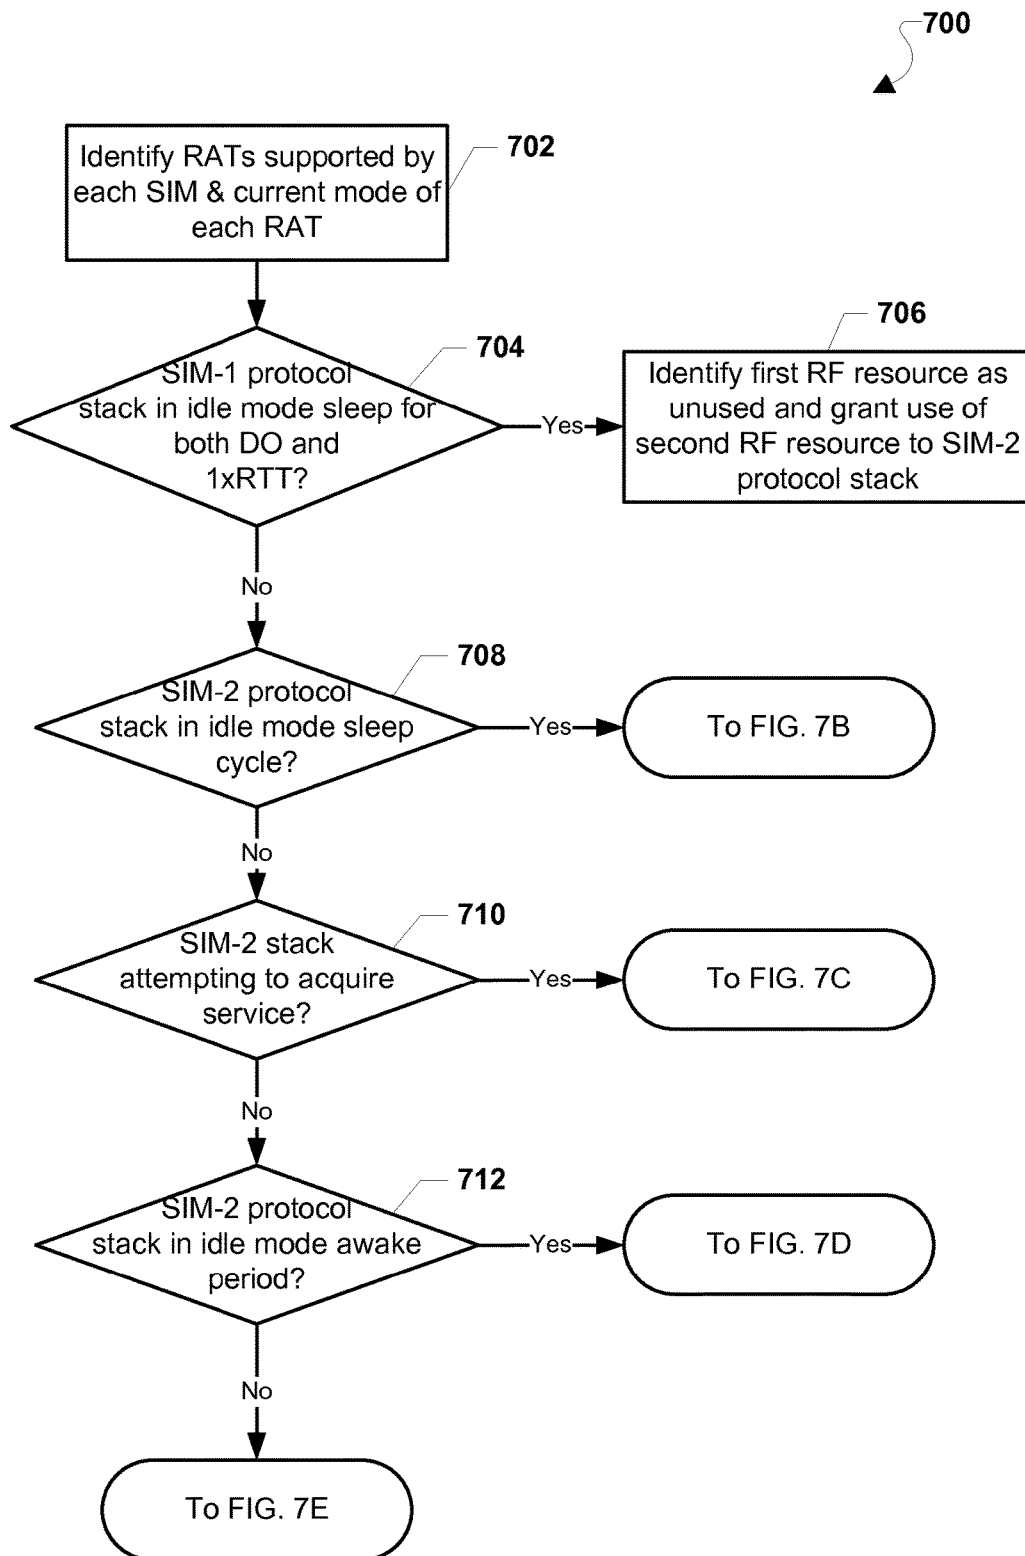 700
Identify RATs supported by
each SIM & current mode of
each RAT
702
SIM-1 protocol
stack in idle mode sleep for
both DO and
1xRTT?
704
Yes
706
Identify first RF resource as
unused and grant use of
second RF resource to SIM-2
protocol stack
No
SIM-2 protocol
stack in idle mode sleep
cycle?
708
Yes
To FIG. 7B
No
SIM-2 stack
attempting to acquire
service?
710
Yes
To FIG. 7C
No
SIM-2 protocol
stack in idle mode awake
period?
712
Yes
To FIG. 7D
No
To FIG. 7E